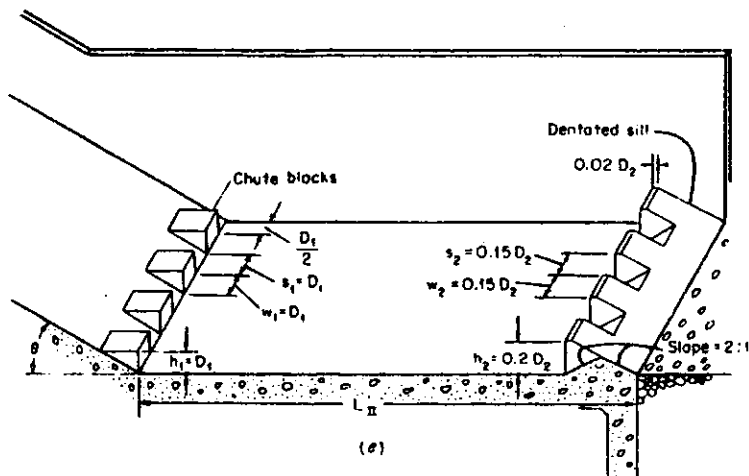 Dentated sill
0.02 D₂
Chute blocks
D₁/2
s₁=D₁
w₁=D₁
s₂=0.15 D₂
w₂=0.15 D₂
θ
h₁=D₁
h₂=0.2 D₂
Slope=2:1
L_II
(e)